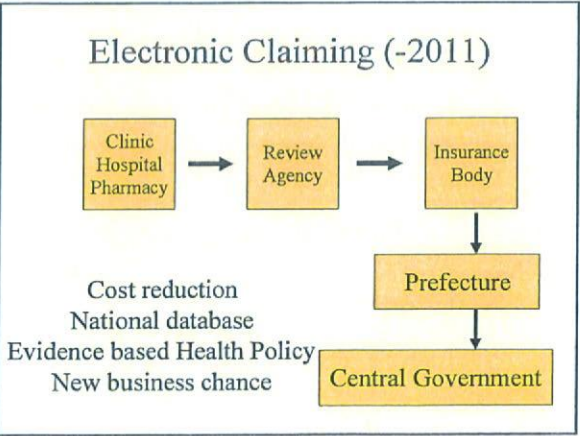 Electronic Claiming (-2011)
Clinic
Hospital
Pharmacy
Review
Agency
Insurance
Body
Prefecture
Central Government
Cost reduction
National database
Evidence based Health Policy
New business chance